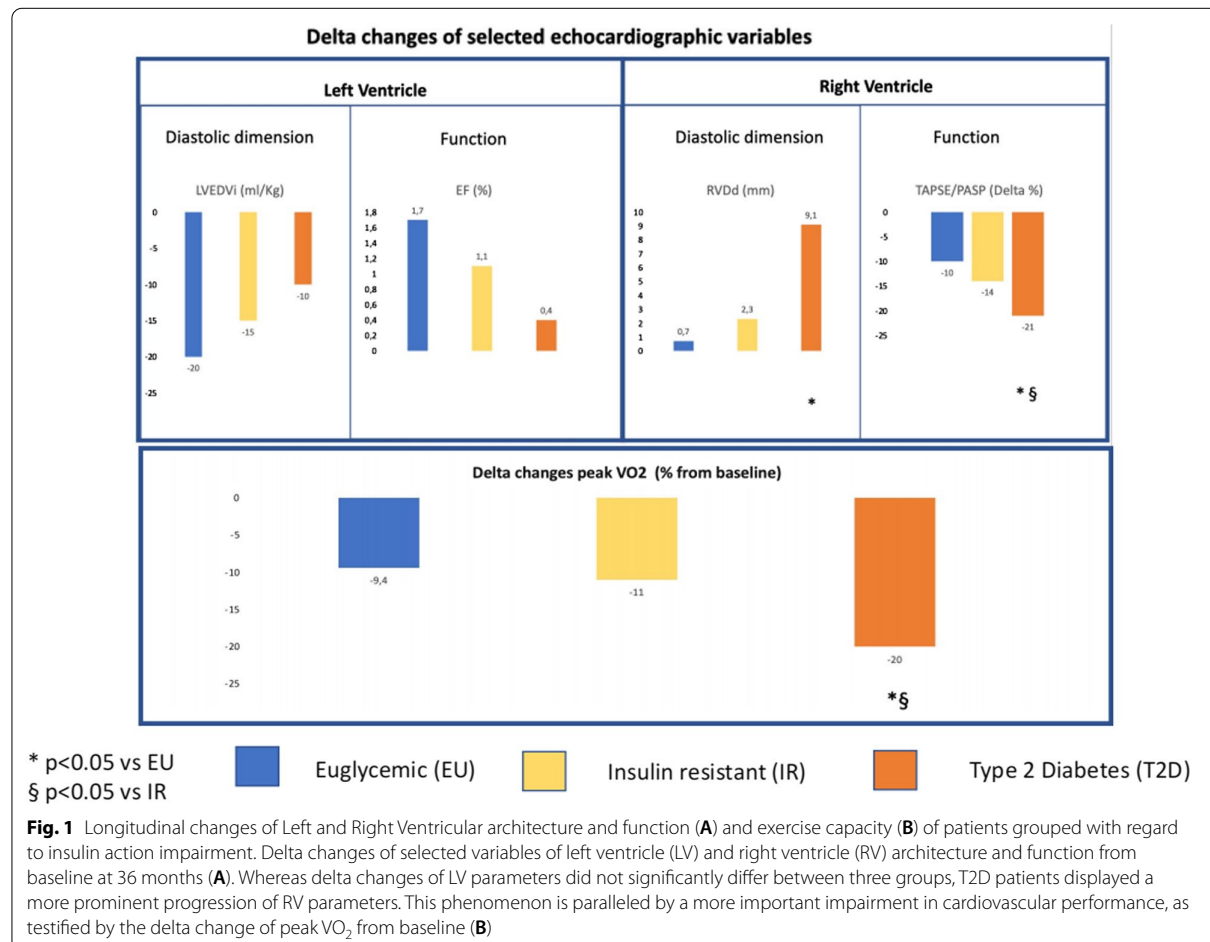 Delta changes of selected echocardiographic variables
Left Ventricle
Right Ventricle
Diastolic dimension
Function
Diastolic dimension
Function
LVEDVi (ml/Kg)
0
-5
-10
-15
-20
-25
-20
-15
-10
EF (%)
1,8
1,6
1,4
1,2
1
0,8
0,6
0,4
0,2
0
1,7
1,1
0,4
RVDd (mm)
10
9
8
7
6
5
4
3
2
1
0
0,7
2,3
9,1
*
TAPSE/PASP (Delta %)
0
-5
-10
-15
-20
-25
-10
-14
-21
* §
Delta changes peak VO2 (% from baseline)
0
-5
-10
-15
-20
-25
-9,4
-11
-20
*§
* p<0.05 vs EU
§ p<0.05 vs IR
Euglycemic (EU)
Insulin resistant (IR)
Type 2 Diabetes (T2D)
Fig. 1 Longitudinal changes of Left and Right Ventricular architecture and function (A) and exercise capacity (B) of patients grouped with regard
to insulin action impairment. Delta changes of selected variables of left ventricle (LV) and right ventricle (RV) architecture and function from
baseline at 36 months (A). Whereas delta changes of LV parameters did not significantly differ between three groups, T2D patients displayed a
more prominent progression of RV parameters. This phenomenon is paralleled by a more important impairment in cardiovascular performance, as
testified by the delta change of peak VO₂ from baseline (B)